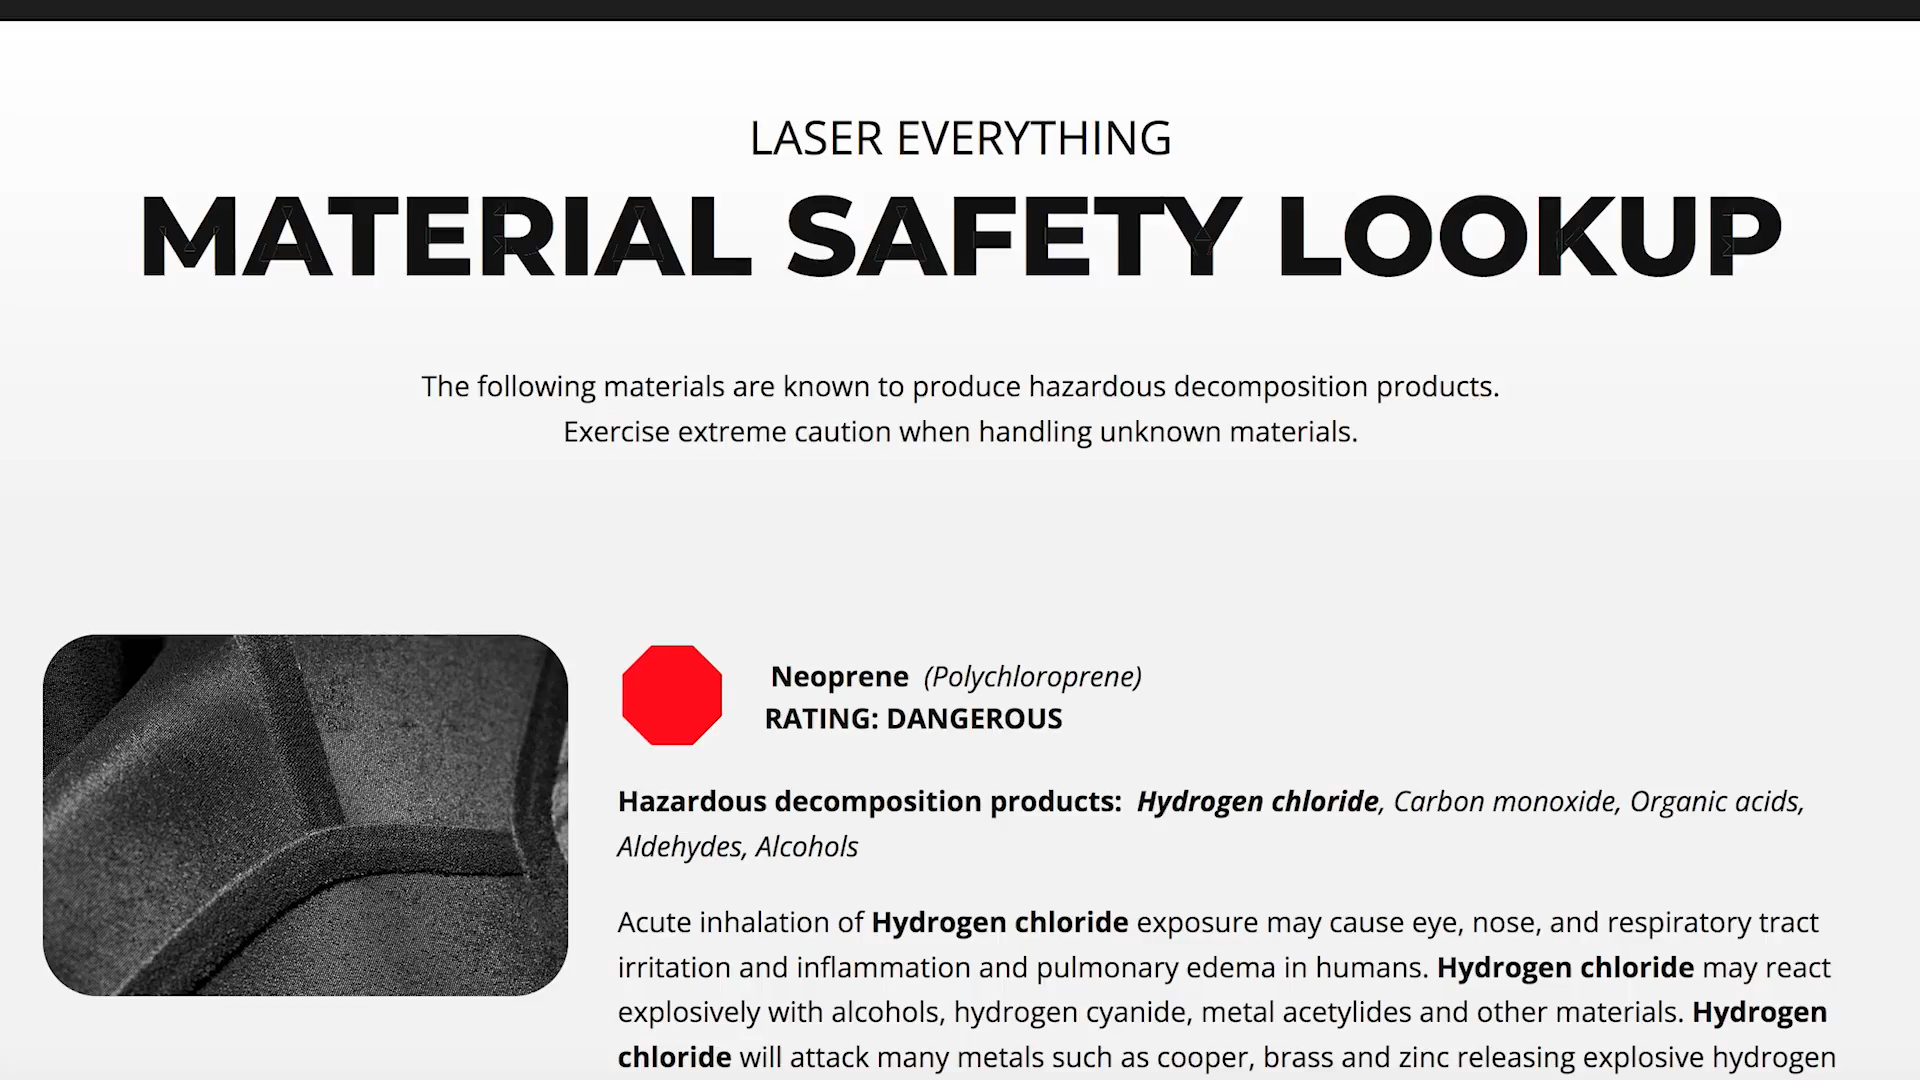 LASER EVERYTHING
MATERIAL SAFETY LOOKUP
The following materials are known to produce hazardous decomposition products.
Exercise extreme caution when handling unknown materials.
Neoprene (Polychloroprene)
RATING: DANGEROUS
Hazardous decomposition products: Hydrogen chloride, Carbon monoxide, Organic acids,
Aldehydes, Alcohols
Acute inhalation of Hydrogen chloride exposure may cause eye, nose, and respiratory tract
irritation and inflammation and pulmonary edema in humans. Hydrogen chloride may react
explosively with alcohols, hydrogen cyanide, metal acetylides and other materials. Hydrogen
chloride will attack many metals such as cooper, brass and zinc releasing explosive hydrogen